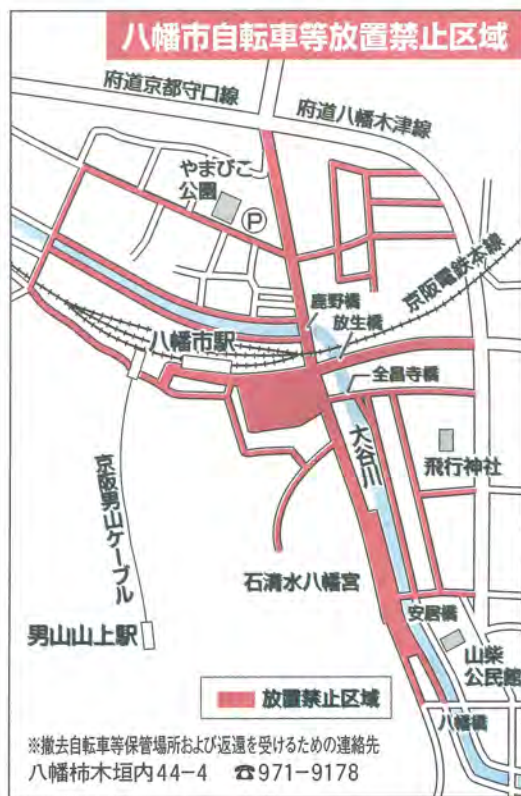 八幡市自転車等放置禁止区域
府道京都守口線
府道八幡木津線
やまびこ
公園
P
京阪電鉄本線
鹿野橋
放生橋
八幡市駅
全昌寺橋
大谷川
飛行神社
京阪男山ケーブル
石清水八幡宮
男山山上駅
安居橋
山柴
公民館
八幡橋
放置禁止区域
※撤去自転車等保管場所および返還を受けるための連絡先
八幡柿木垣内44-4 ☎971-9178